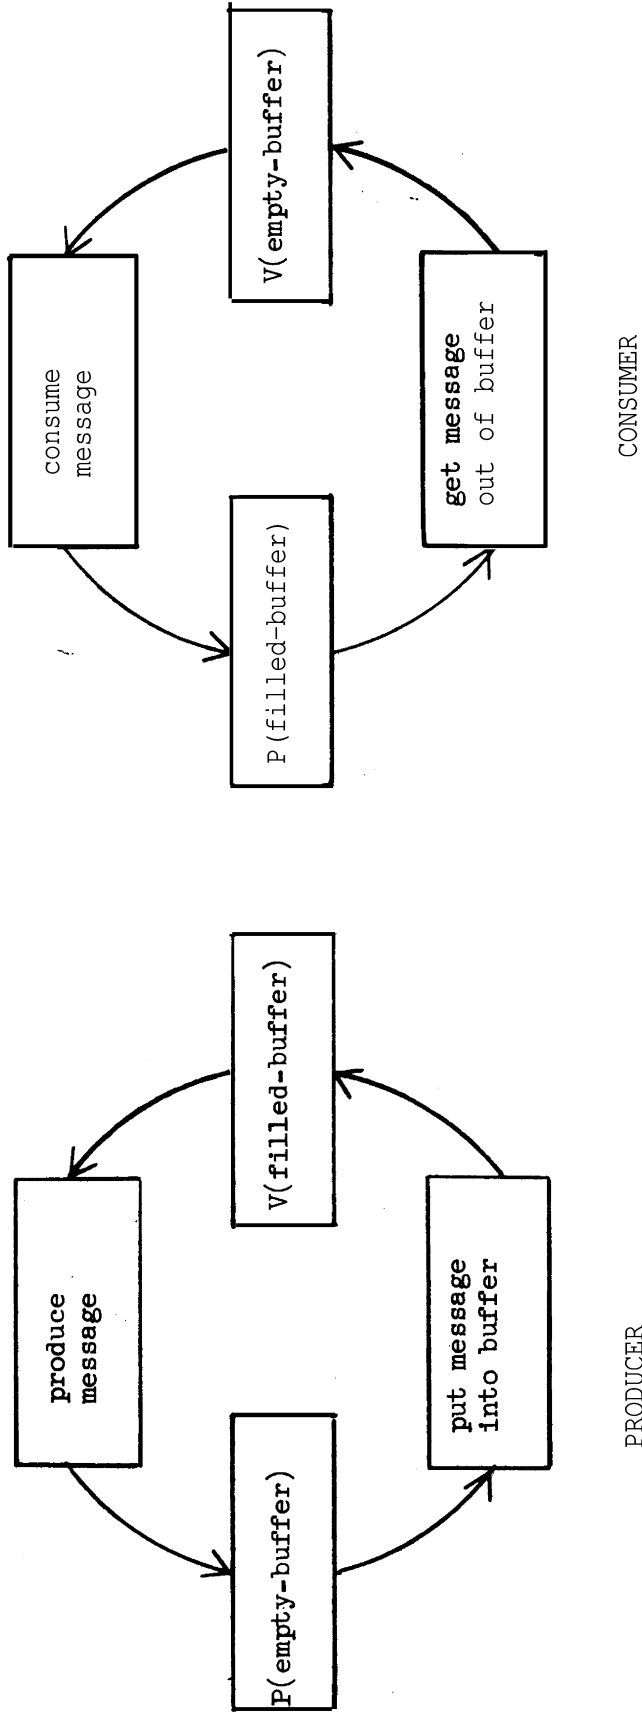 produce
message
P(empty-buffer)
V(filled-buffer)
put message
into buffer
PRODUCER
consume
message
P(filled-buffer)
V(empty-buffer)
get message
out of buffer
CONSUMER